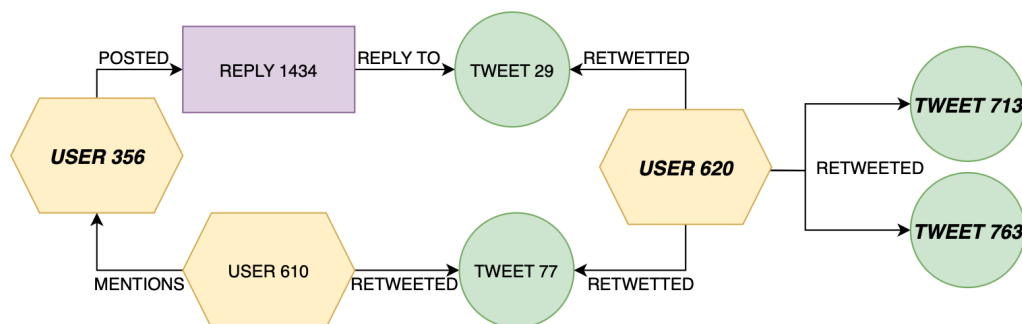 POSTED
REPLY 1434
REPLY TO
TWEET 29
RETWETTED
TWEET 713
USER 356
USER 620
RETWEETED
TWEET 763
MENTIONS
USER 610
RETWEETED
TWEET 77
RETWETTED